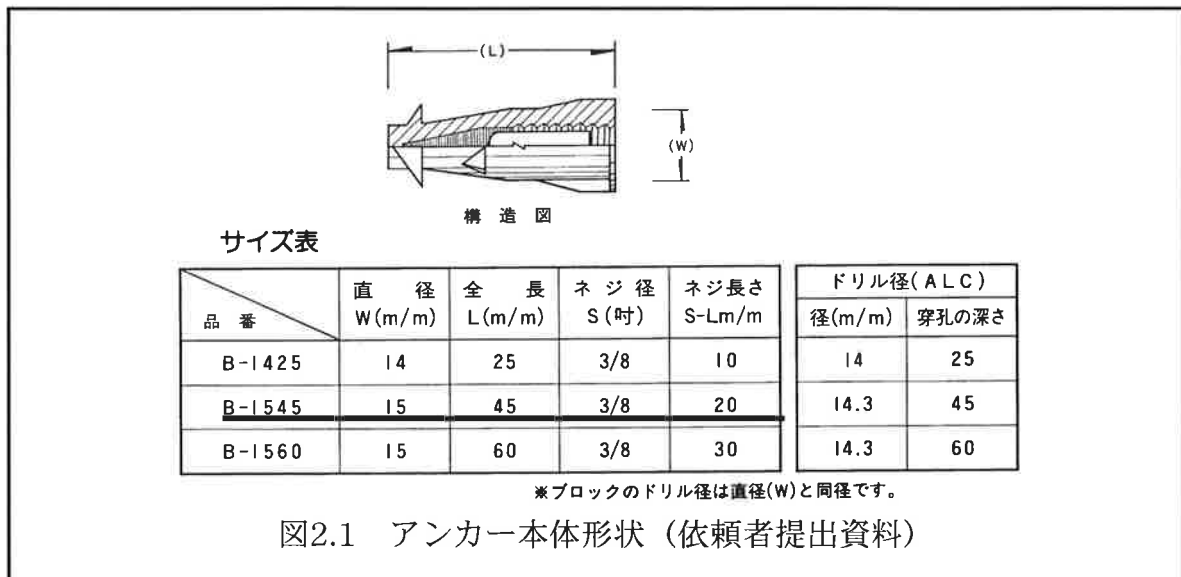 (L)
(W)
構造図
サイズ表
品番 直径 W(m/m) 全長 L(m/m) ネジ径 S(吋) ネジ長さ S-Lm/m ドリル径(ALC) 径(m/m) 穿孔の深さ
B-1425 14 25 3/8 10 14 25
B-1545 15 45 3/8 20 14.3 45
B-1560 15 60 3/8 30 14.3 60
※ブロックのドリル径は直径(W)と同径です。
図2.1 アンカー本体形状（依頼者提出資料）